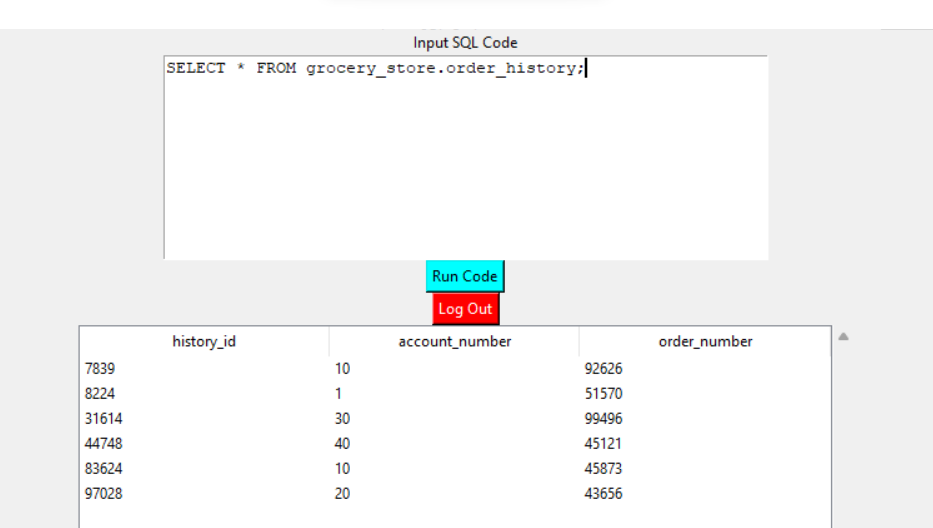 Input SQL Code
SELECT * FROM grocery_store.order_history;
Run Code
Log Out
history_id account_number order_number
7839 10 92626
8224 1 51570
31614 30 99496
44748 40 45121
83624 10 45873
97028 20 43656